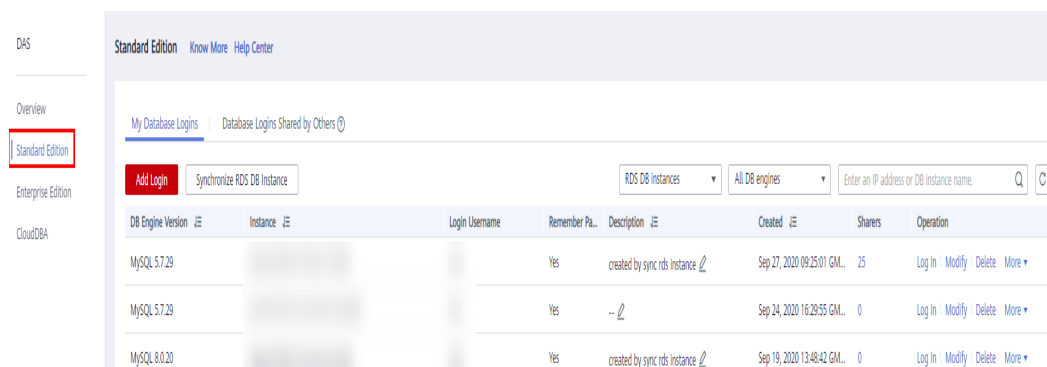 DAS
Overview
Standard Edition
Enterprise Edition
CloudDBA
Standard Edition Know More Help Center
My Database Logins Database Logins Shared by Others
Add Login Synchronize RDS DB Instance RDS DB instances All DB engines Enter an IP address or DB instance name.
DB Engine Version Instance Login Username Remember Pa... Description Created Sharers Operation
MySQL 5.7.29 Yes created by sync rds instance Sep 27, 2020 09:25:01 GM... 25 Log In Modify Delete More
MySQL 5.7.29 Yes -- Sep 24, 2020 16:29:55 GM... 0 Log In Modify Delete More
MySQL 8.0.20 Yes created by sync rds instance Sep 19, 2020 13:48:42 GM... 0 Log In Modify Delete More